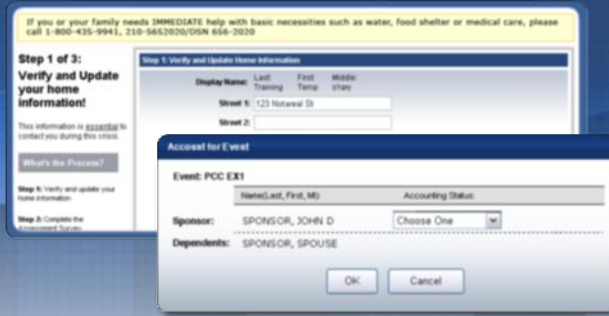 If you or your family needs IMMEDIATE help with basic necessities such as water, food shelter or medical care, please
call 1-800-435-9941, 210-5652020/DSN 656-2020
Step 1 of 3:
Verify and Update
your home
information!
This information is essential to
contact you during this crisis.
What's the Process?
Step 1: Verify and update your
home information
Step 2: Complete the
Assessment Survey
Step 1: Verify and Update Home Information
Display Name:
Last: First: Middle:
Training Temp
Street 1: 123 Notareal St
Street 2:
Account for Event
Event: PCC EX1
Name(Last, First, MI): Accounting Status:
Sponsor: SPONSOR, JOHN D Choose One
Dependents: SPONSOR, SPOUSE
OK Cancel